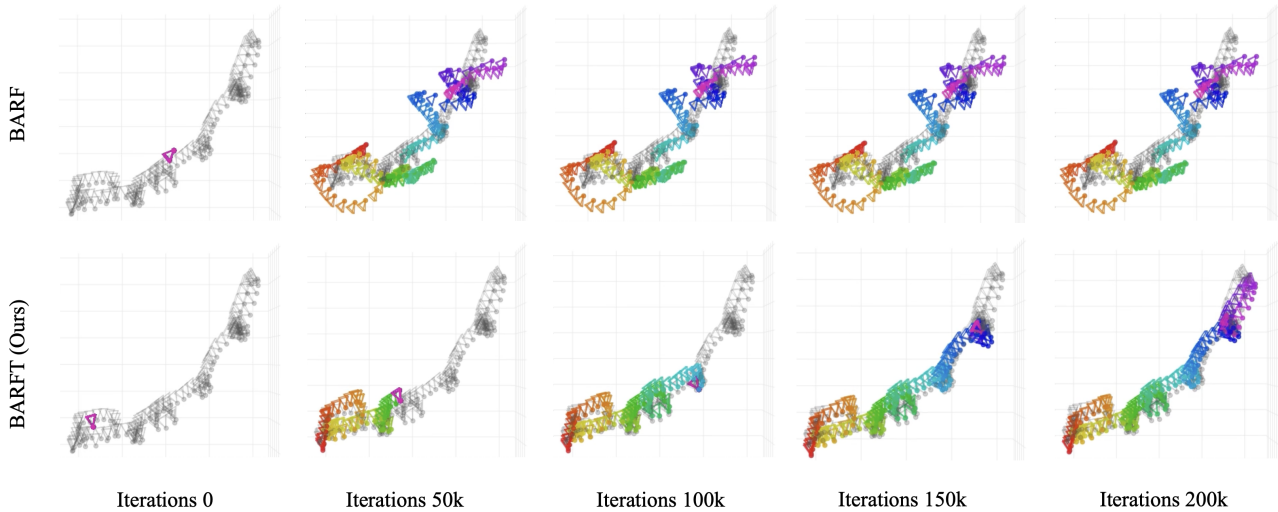 BARF
BARFT (Ours)
Iterations 0
Iterations 50k
Iterations 100k
Iterations 150k
Iterations 200k